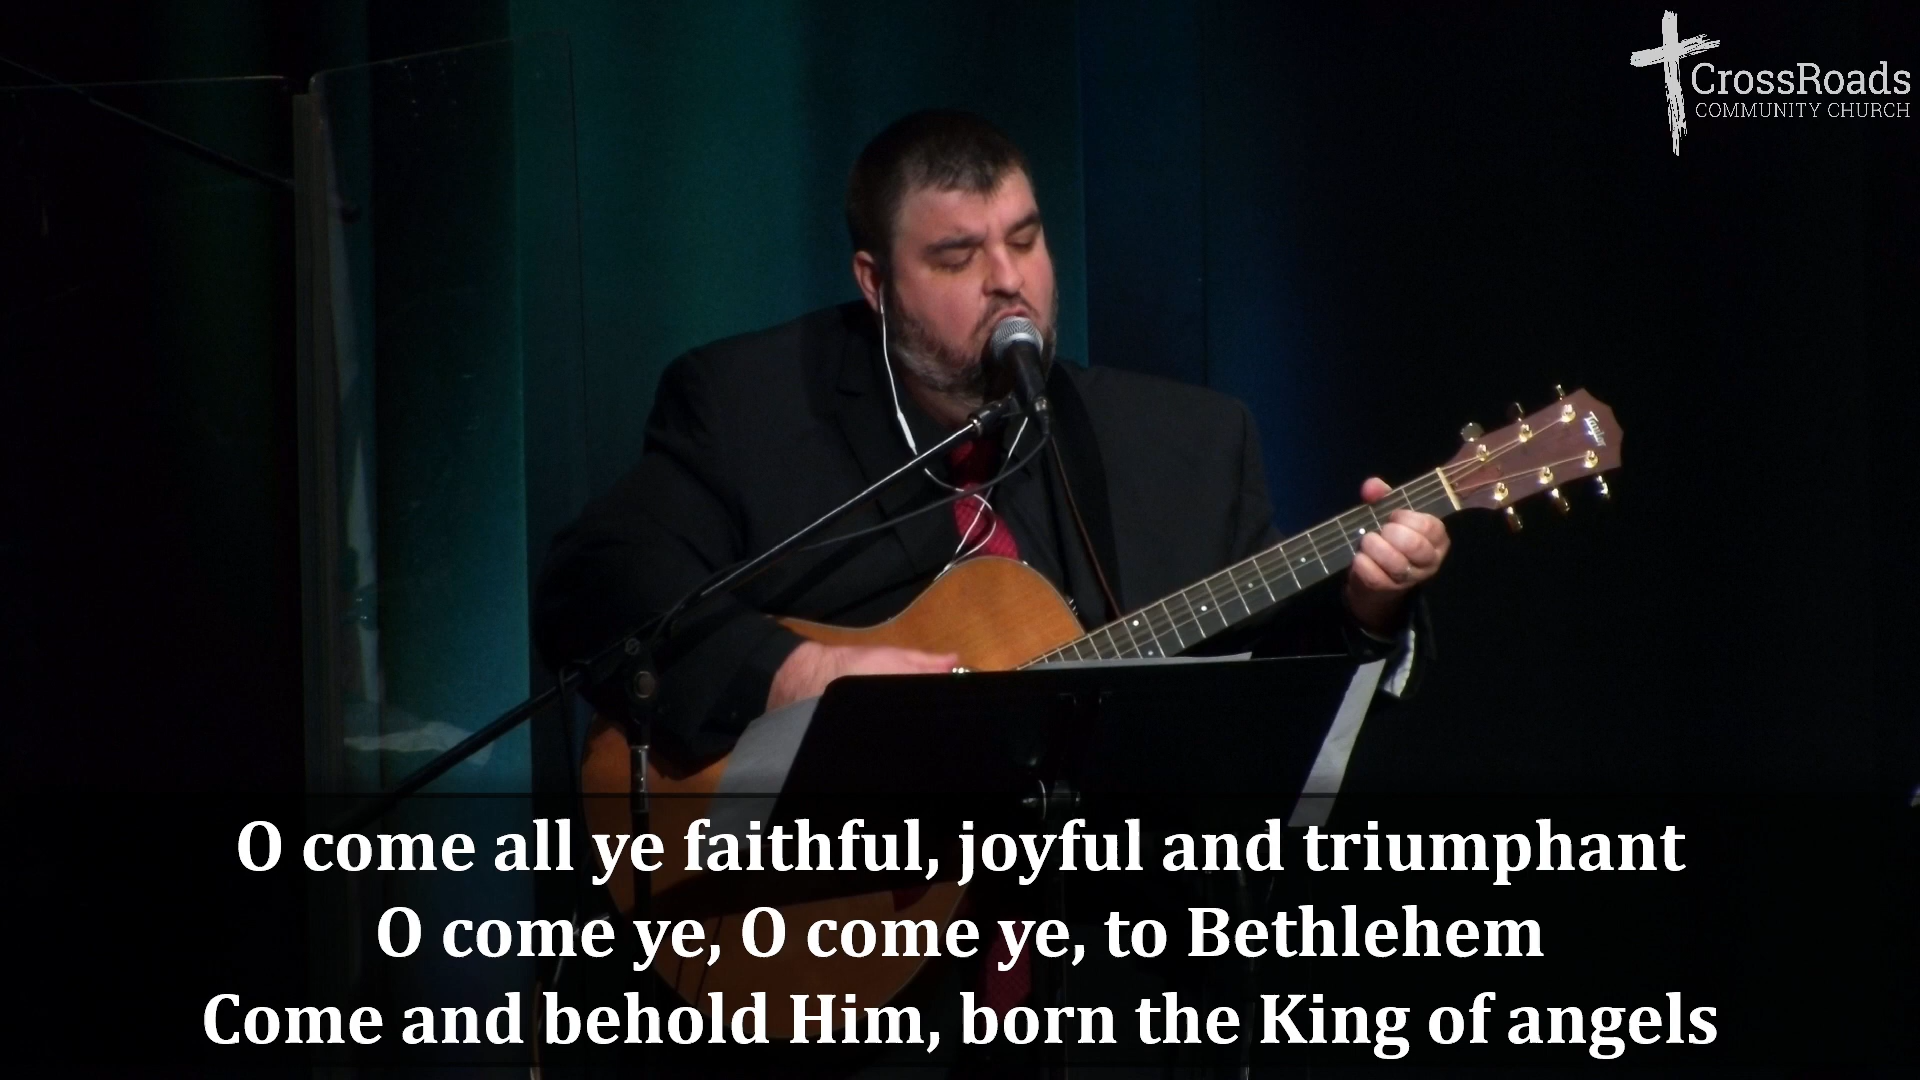 CrossRoads
COMMUNITY CHURCH
Taylor
O come all ye faithful, joyful and triumphant
O come ye, O come ye, to Bethlehem
Come and behold Him, born the King of angels